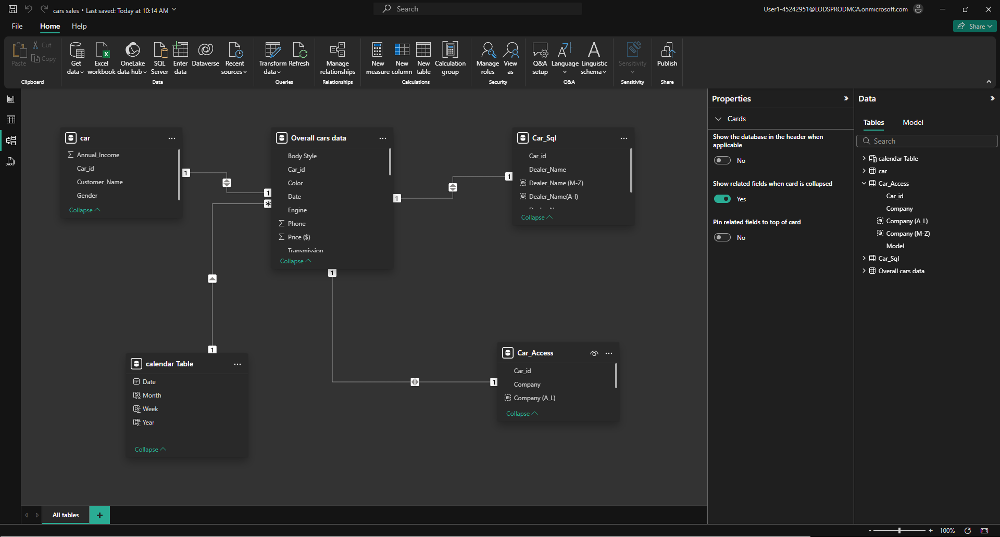 cars sales • Last saved: Today at 10:14 AM
Search
User1-45242951@LODSPRODMCA.onmicrosoft.com
File
Home
Help
Share
Paste
Cut
Copy
Clipboard
Get data
Excel workbook
OneLake data hub
SQL Server
Enter data
Dataverse
Recent sources
Data
Transform data
Refresh
Queries
Manage relationships
Relationships
New measure
New column
New table
Calculation group
Calculations
Manage roles
View as
Security
Q&A setup
Language
Linguistic schema
Q&A
Sensitivity
Sensitivity
Publish
Share
DAX
car
Annual_Income
Car_id
Customer_Name
Gender
Collapse
1
1
*
Overall cars data
Body Style
Car_id
Color
Date
Engine
Phone
Price ($)
Transmission
Collapse
1
1
1
Car_Sql
Car_id
Dealer_Name
Dealer_Name (M-Z)
Dealer_Name(A-I)
Collapse
1
calendar Table
Date
Month
Week
Year
Collapse
1
Car_Access
Car_id
Company
Company (A_L)
Collapse
Properties
Cards
Show the database in the header when
applicable
No
Show related fields when card is collapsed
Yes
Pin related fields to top of card
No
Data
Tables
Model
Search
calendar Table
car
Car_Access
Car_id
Company
Company (A_L)
Company (M-Z)
Model
Car_Sql
Overall cars data
All tables
+
- + 100%